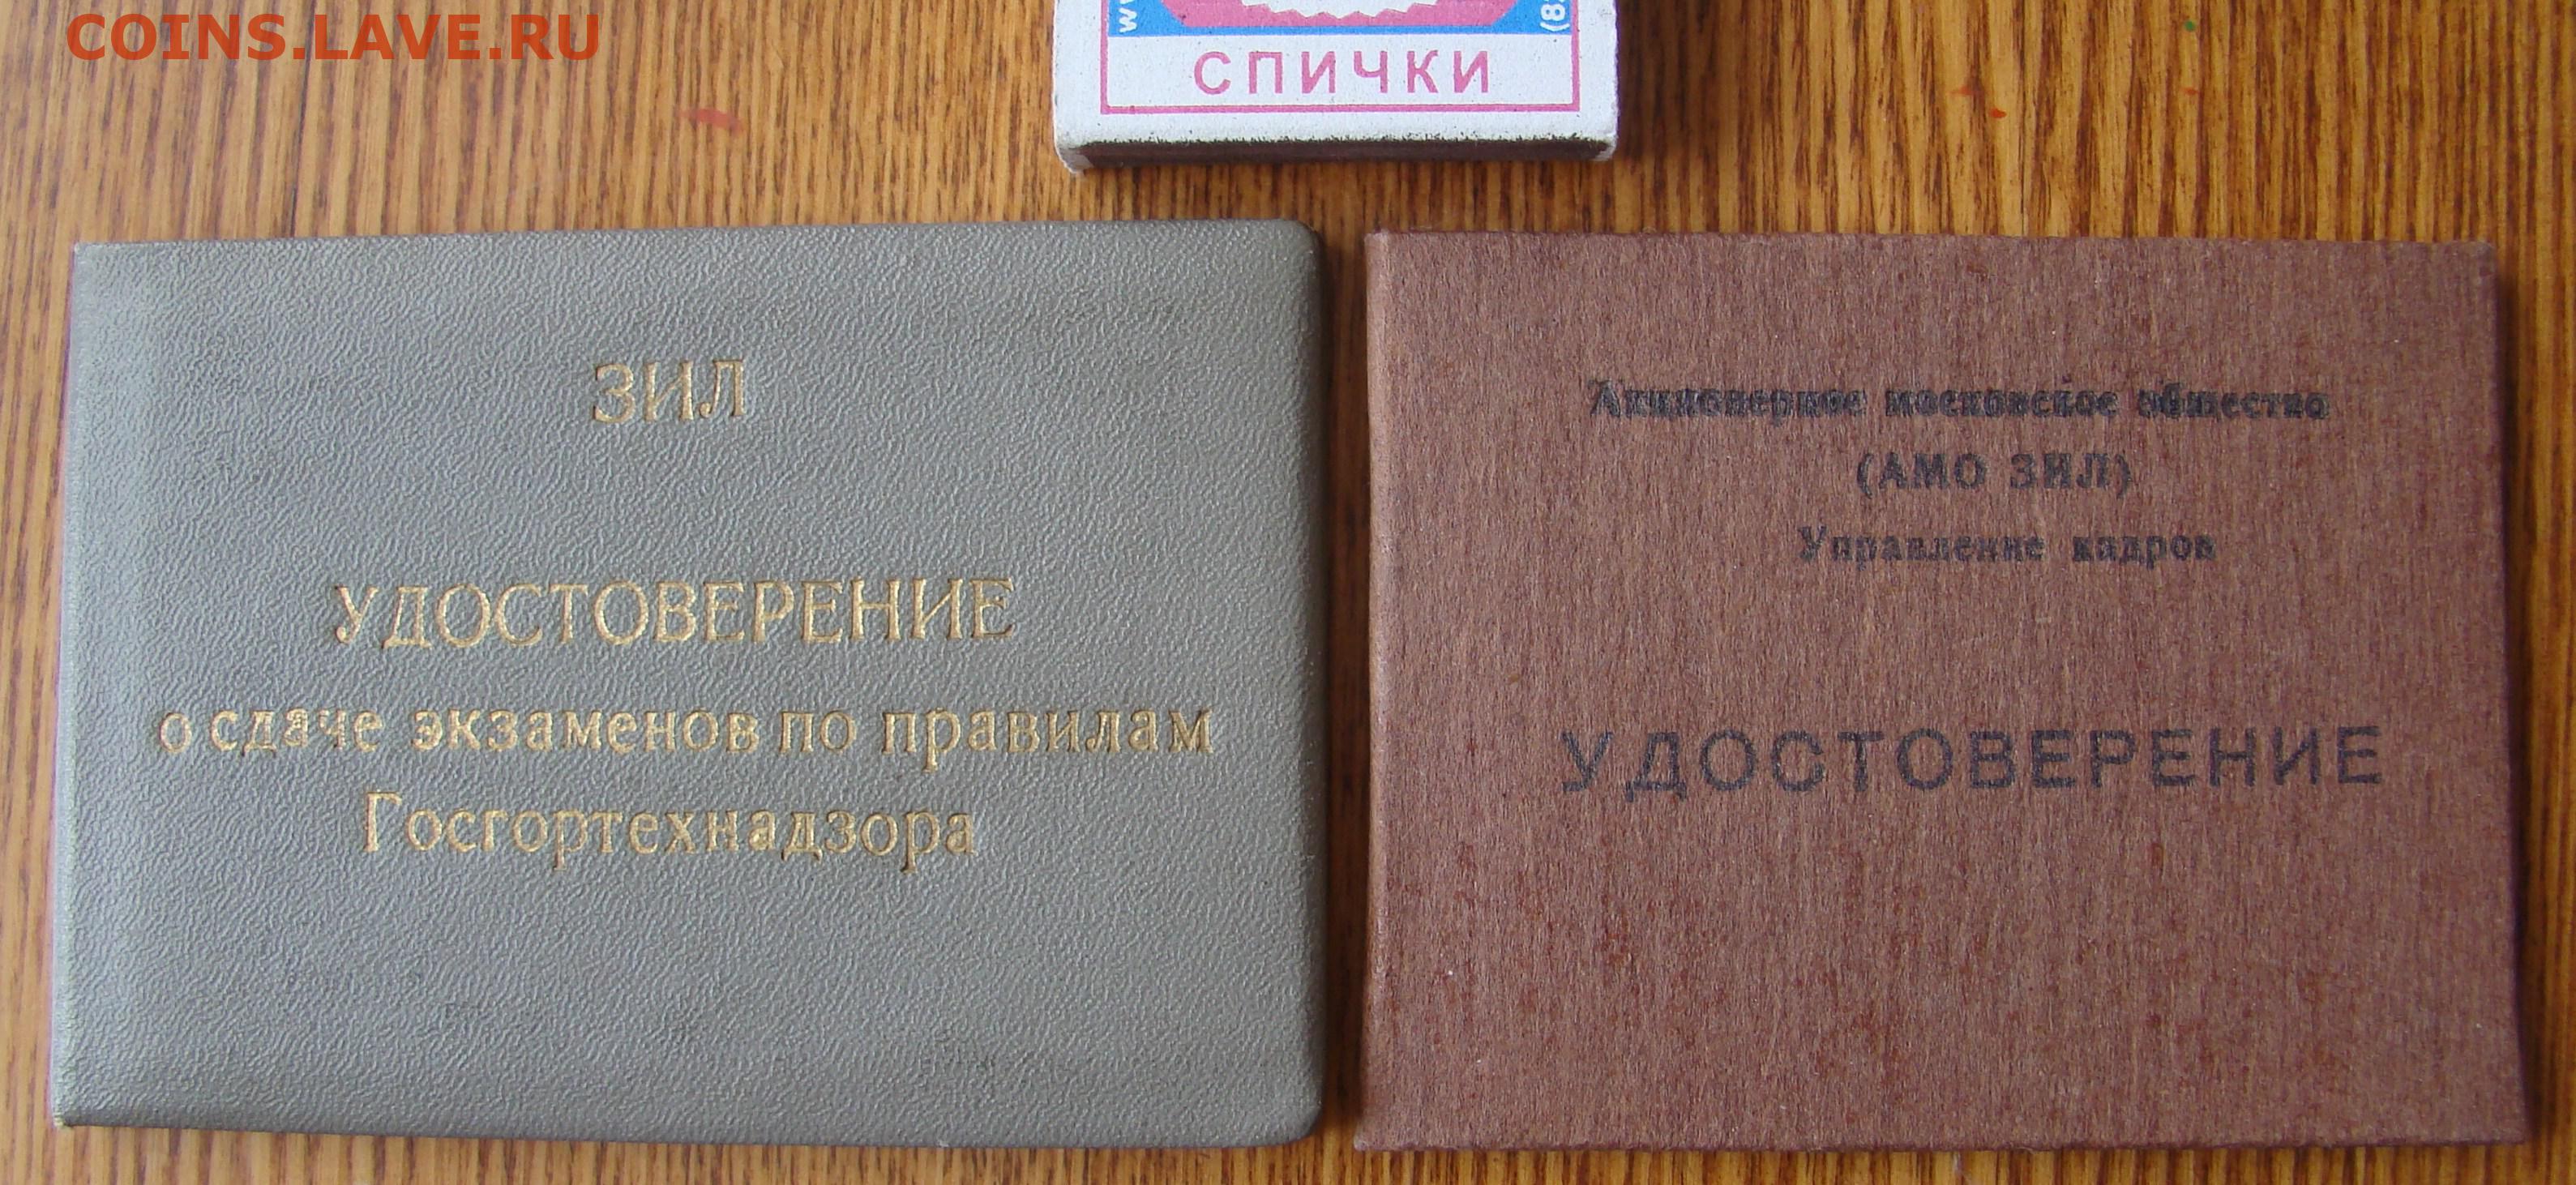 COINS.LAVE.RU
СПИЧКИ
ЗИЛ
УДОСТОВЕРЕНИЕ
о сдаче экзаменов по правилам
Госгортехнадзора
Акционерное московское общество
(АМО ЗИЛ)
Управление кадров
УДОСТОВЕРЕНИЕ